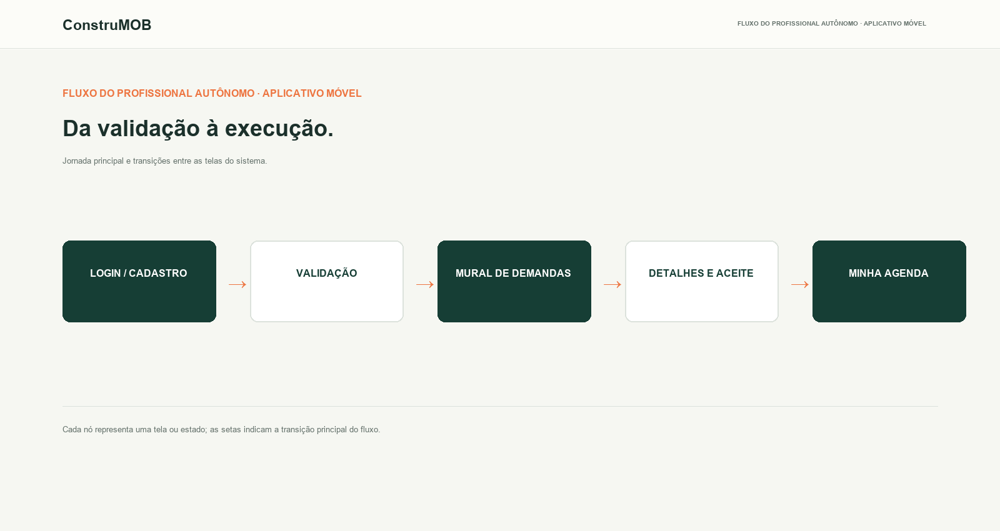 ConstruMOB
FLUXO DO PROFISSIONAL AUTÔNOMO · APLICATIVO MÓVEL
FLUXO DO PROFISSIONAL AUTÔNOMO · APLICATIVO MÓVEL
Da validação à execução.
Jornada principal e transições entre as telas do sistema.
LOGIN / CADASTRO
→
VALIDAÇÃO
→
MURAL DE DEMANDAS
→
DETALHES E ACEITE
→
MINHA AGENDA
Cada nó representa uma tela ou estado; as setas indicam a transição principal do fluxo.